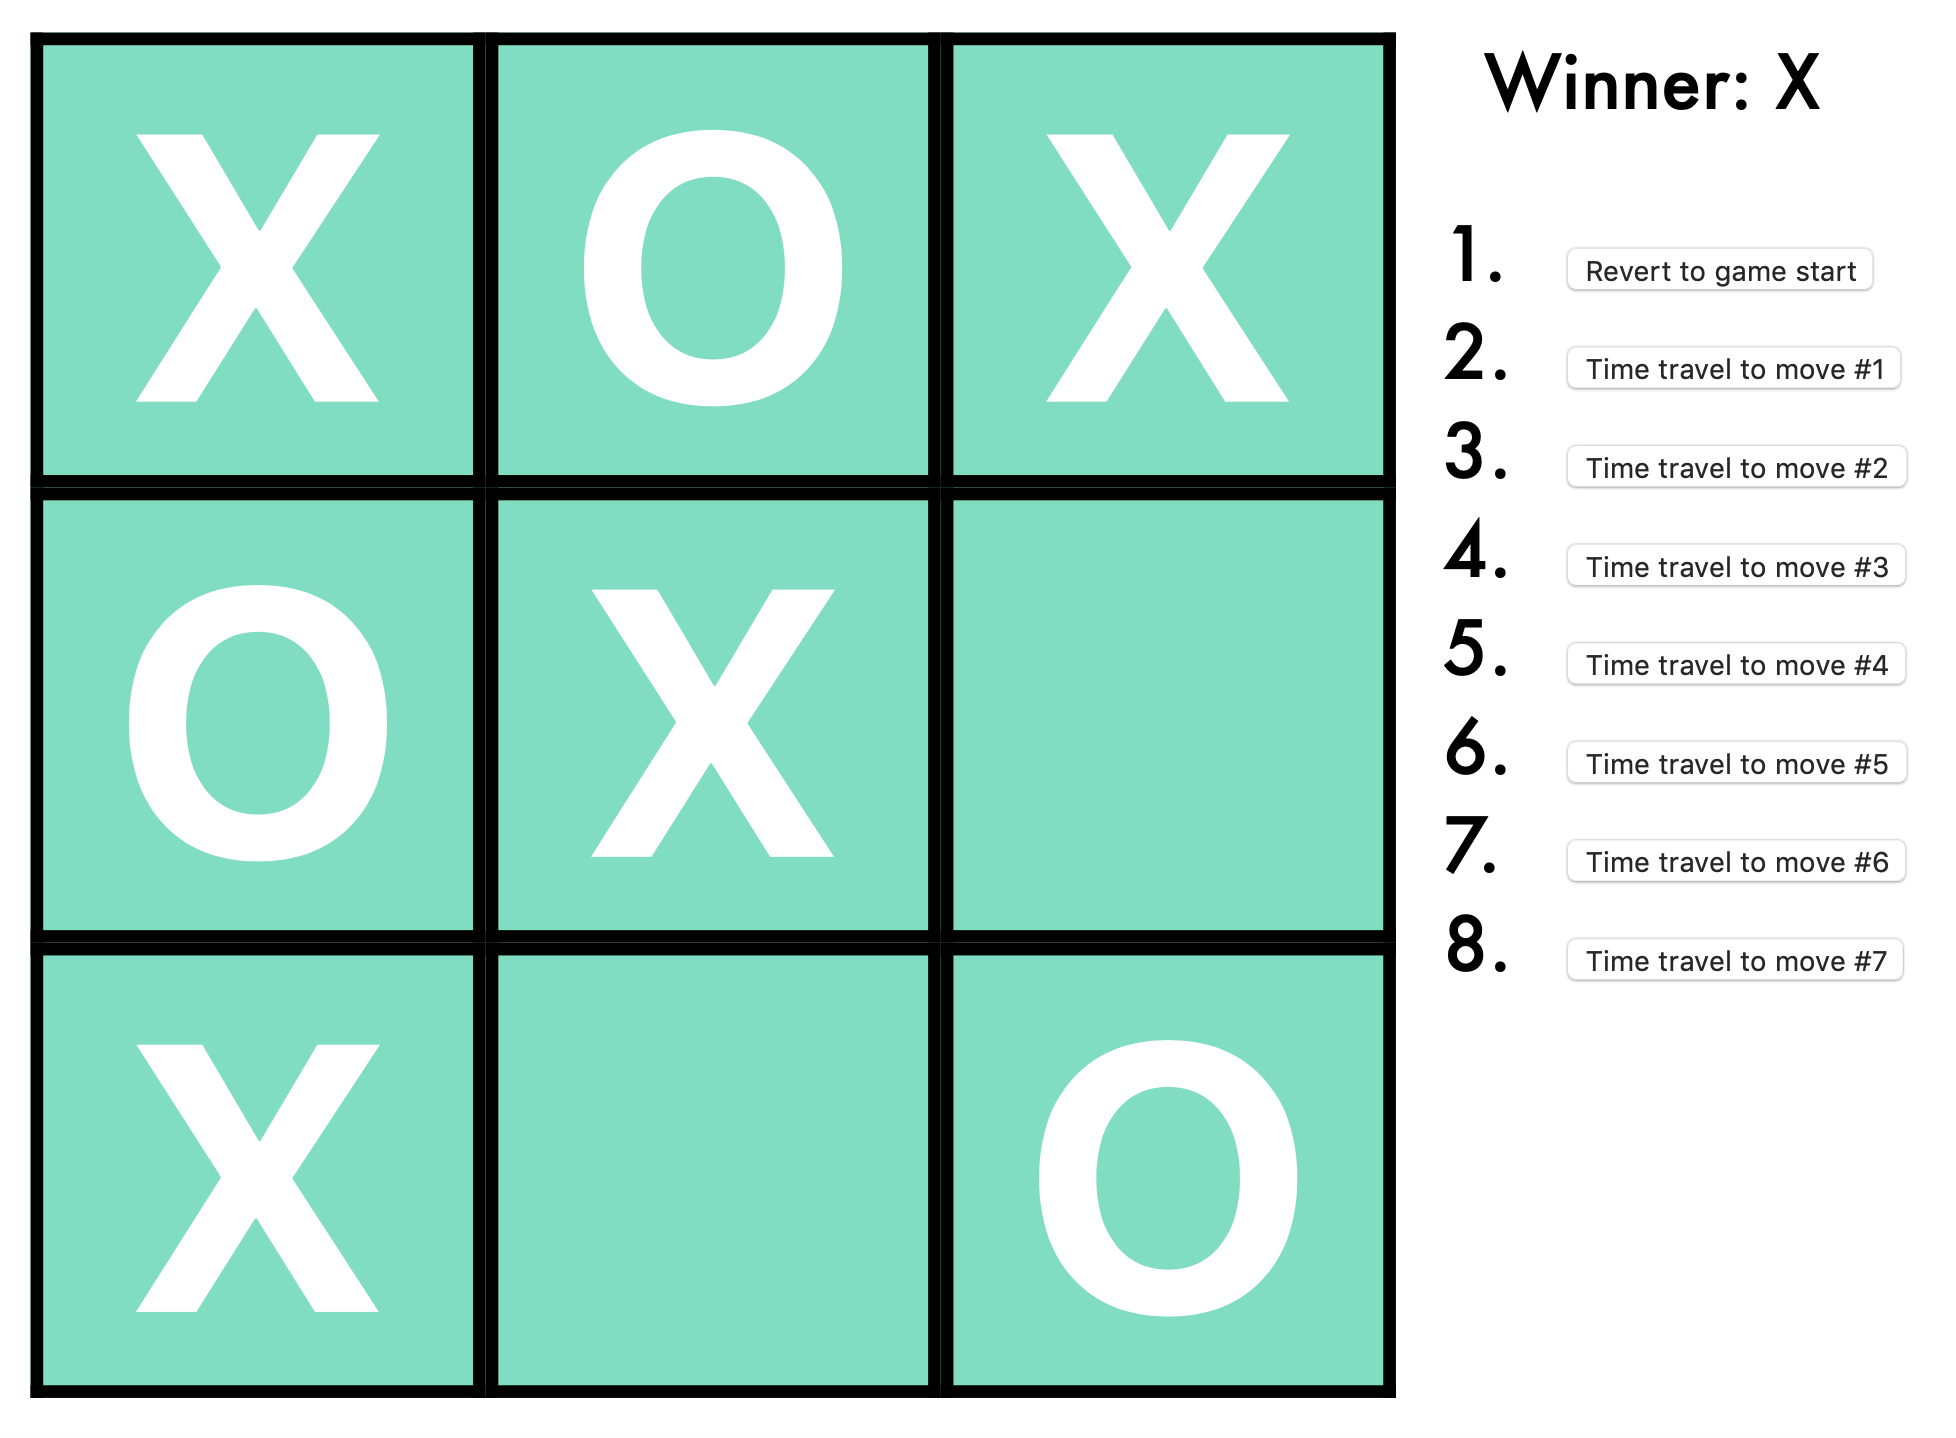 X O X
O X
X O
Winner: X
1. Revert to game start
2. Time travel to move #1
3. Time travel to move #2
4. Time travel to move #3
5. Time travel to move #4
6. Time travel to move #5
7. Time travel to move #6
8. Time travel to move #7